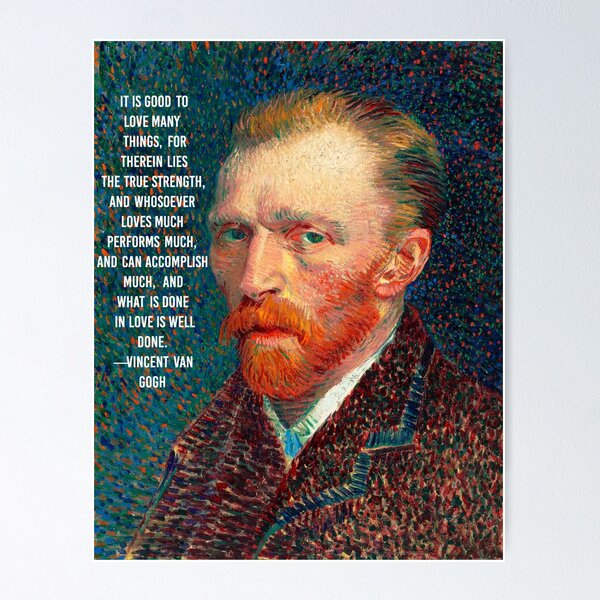 IT IS GOOD TO
LOVE MANY
THINGS, FOR
THEREIN LIES
THE TRUE STRENGTH,
AND WHOSOEVER
LOVES MUCH
PERFORMS MUCH,
AND CAN ACCOMPLISH
MUCH, AND
WHAT IS DONE
IN LOVE IS WELL
DONE.
—VINCENT VAN
GOGH